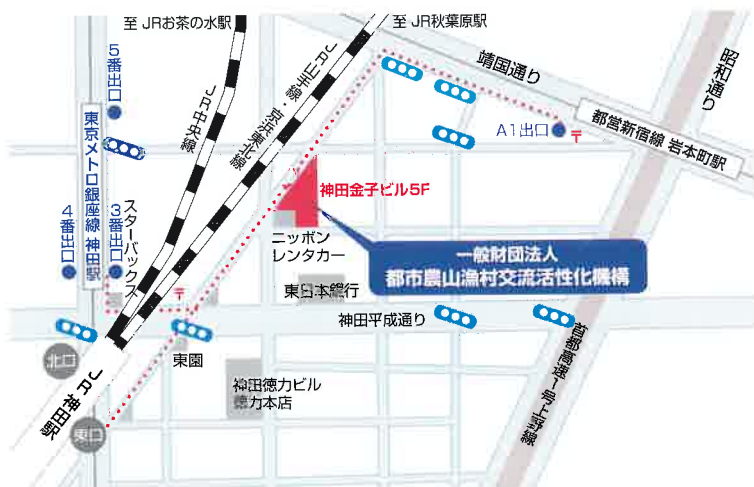 至 JRお茶の水駅
至 JR秋葉原駅
5番出口
JR中央線
JR山手線・京浜東北線
靖国通り
昭和通り
A1出口
〒
都営新宿線 岩本町駅
東京メトロ銀座線 神田駅
4番出口
3番出口
スターバックス
神田金子ビル5F
ニッポン
レンタカー
一般財団法人
都市農山漁村交流活性化機構
〒
東日本銀行
神田平成通り
首都高速1号上野線
北口
東園
JR 神田駅
神田徳力ビル
徳力本店
東口